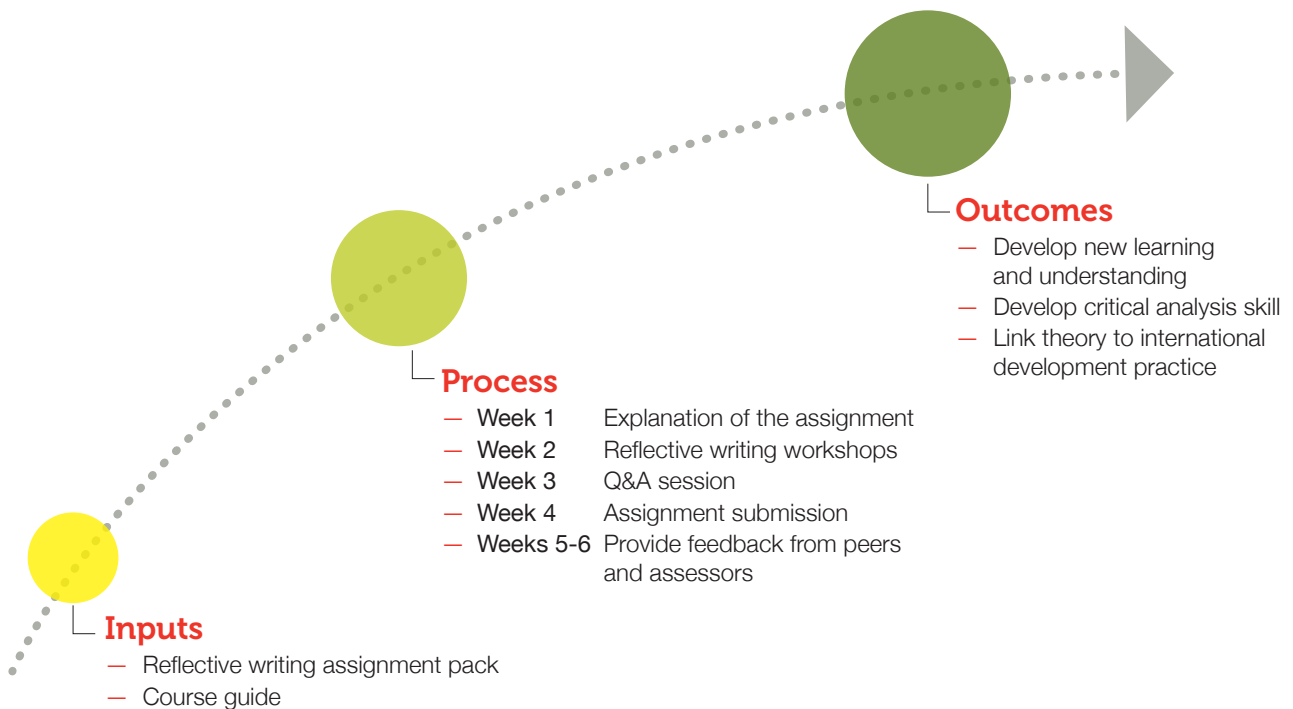 Outcomes
— Develop new learning
and understanding
— Develop critical analysis skill
— Link theory to international
development practice
Process
— Week 1 Explanation of the assignment
— Week 2 Reflective writing workshops
— Week 3 Q&A session
— Week 4 Assignment submission
— Weeks 5-6 Provide feedback from peers
and assessors
Inputs
— Reflective writing assignment pack
— Course guide